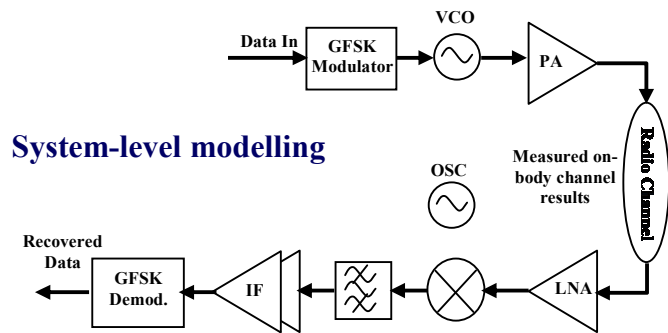 VCO
Data In
GFSK
Modulator
PA
System-level modelling
Measured on-
body channel
results
Radio Channel
OSC
Recovered
Data
GFSK
Demod.
IF
LNA